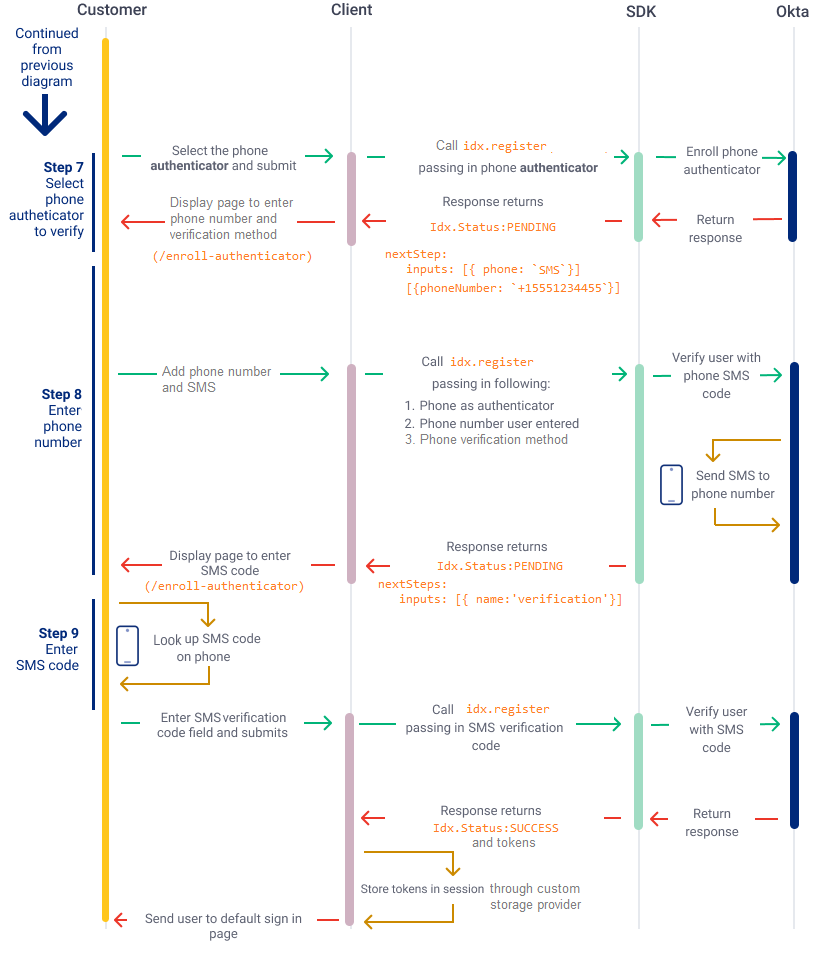 Customer
Client
SDK
Okta
Continued
from
previous
diagram
Step 7
Select
phone
autheticator
to verify
Select the phone
authenticator and submit
Call idx.register
passing in phone authenticator
Enroll phone
authenticator
Display page to enter
phone number and
verification method
(/enroll-authenticator)
Response returns
Idx.Status:PENDING
nextStep:
inputs: [{ phone: `SMS`}]
[{phoneNumber: `+15551234455`}]
Return
response
Step 8
Enter
phone
number
Add phone number
and SMS
Call idx.register
passing in following:
1. Phone as authenticator
2. Phone number user entered
3. Phone verification method
Verify user with
phone SMS
code
Send SMS to
phone number
Display page to enter
SMS code
(/enroll-authenticator)
Response returns
Idx.Status:PENDING
nextSteps:
inputs: [{ name:'verification'}]
Step 9
Enter
SMS code
Look up SMS code
on phone
Enter SMS verification
code field and submits
Call idx.register
passing in SMS verification
code
Verify user
with SMS
code
Response returns
Idx.Status:SUCCESS
and tokens
Return
response
Store tokens in session through custom
storage provider
Send user to default sign in
page